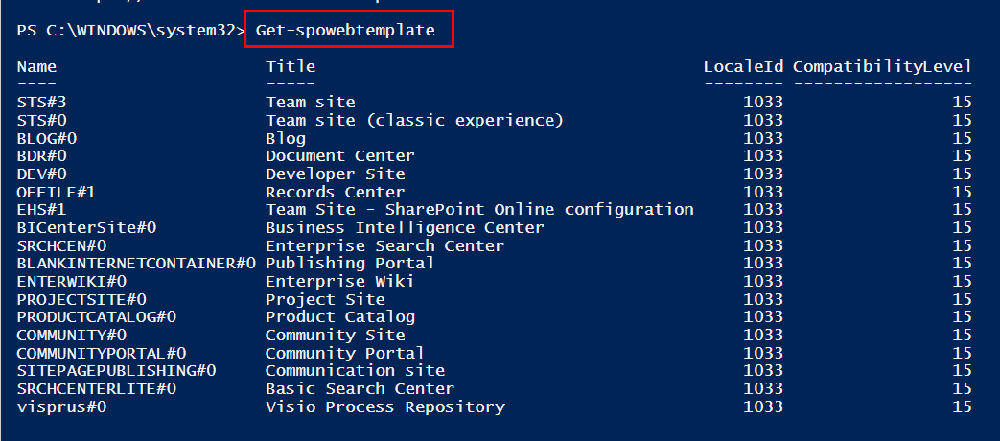 PS C:\WINDOWS\system32> Get-spowebtemplate
Name Title LocaleId CompatibilityLevel
---- ----- -------- ------------------
STS#3 Team site 1033 15
STS#0 Team site (classic experience) 1033 15
BLOG#0 Blog 1033 15
BDR#0 Document Center 1033 15
DEV#0 Developer Site 1033 15
OFFILE#1 Records Center 1033 15
EHS#1 Team Site - SharePoint Online configuration 1033 15
BICenterSite#0 Business Intelligence Center 1033 15
SRCHCEN#0 Enterprise Search Center 1033 15
BLANKINTERNETCONTAINER#0 Publishing Portal 1033 15
ENTERWIKI#0 Enterprise Wiki 1033 15
PROJECTSITE#0 Project Site 1033 15
PRODUCTCATALOG#0 Product Catalog 1033 15
COMMUNITY#0 Community Site 1033 15
COMMUNITYPORTAL#0 Community Portal 1033 15
SITEPAGEPUBLISHING#0 Communication site 1033 15
SRCHCENTERLITE#0 Basic Search Center 1033 15
visprus#0 Visio Process Repository 1033 15